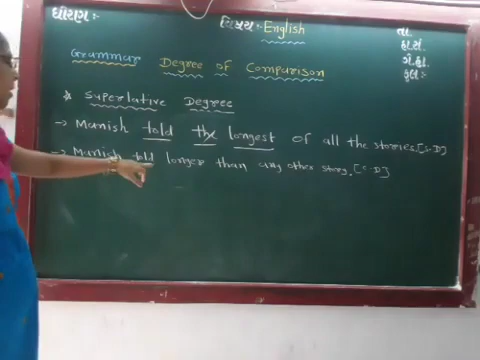 ધોરણ:-
વિષય:- English
તા.
હા.સં.
ગે.હા.
કુલ:-
Grammar Degree of Comparison
* Superlative Degree
→ Manish told the longest of all the stories. [S.D]
→ Manish told longer than any other story. [C.D]